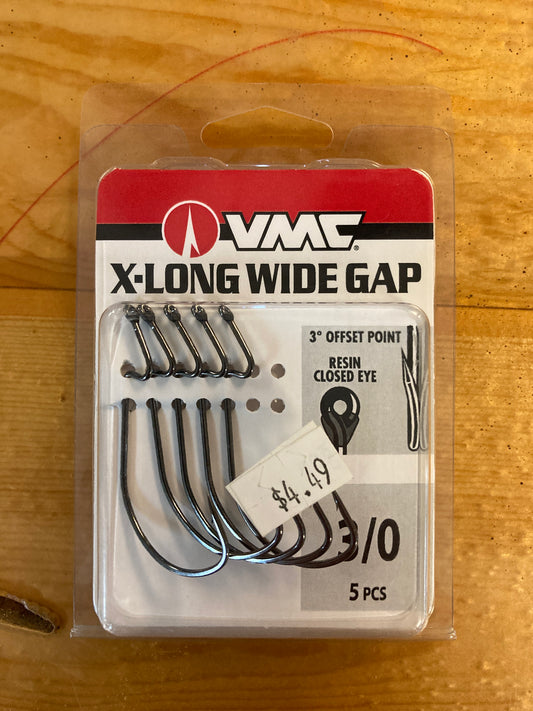 VMC®
X-LONG WIDE GAP
3° OFFSET POINT
RESIN
CLOSED EYE
$4.49
3/0
5 PCS